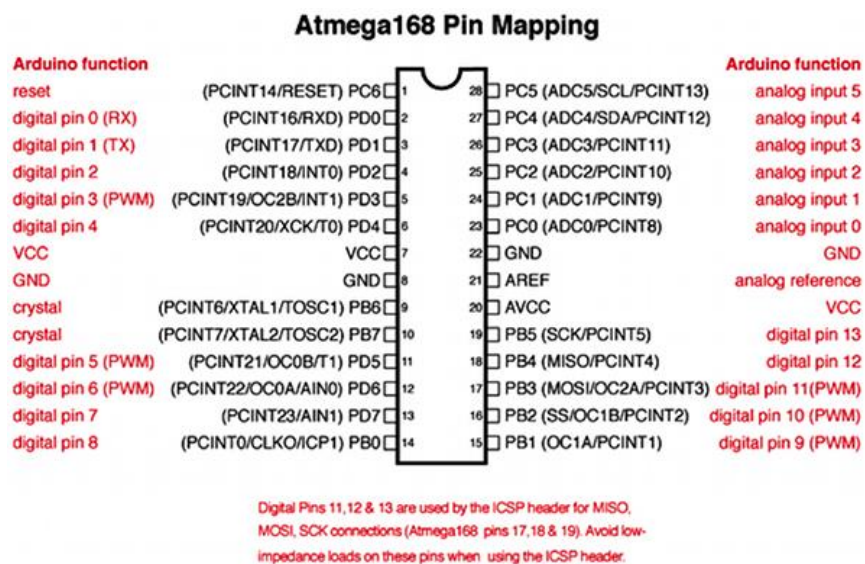 Atmega168 Pin Mapping
Arduino function Arduino function
reset (PCINT14/RESET) PC6 1 28 PC5 (ADC5/SCL/PCINT13) analog input 5
digital pin 0 (RX) (PCINT16/RXD) PD0 2 27 PC4 (ADC4/SDA/PCINT12) analog input 4
digital pin 1 (TX) (PCINT17/TXD) PD1 3 26 PC3 (ADC3/PCINT11) analog input 3
digital pin 2 (PCINT18/INT0) PD2 4 25 PC2 (ADC2/PCINT10) analog input 2
digital pin 3 (PWM) (PCINT19/OC2B/INT1) PD3 5 24 PC1 (ADC1/PCINT9) analog input 1
digital pin 4 (PCINT20/XCK/T0) PD4 6 23 PC0 (ADC0/PCINT8) analog input 0
VCC VCC 7 22 GND GND
GND GND 8 21 AREF analog reference
crystal (PCINT6/XTAL1/TOSC1) PB6 9 20 AVCC VCC
crystal (PCINT7/XTAL2/TOSC2) PB7 10 19 PB5 (SCK/PCINT5) digital pin 13
digital pin 5 (PWM) (PCINT21/OC0B/T1) PD5 11 18 PB4 (MISO/PCINT4) digital pin 12
digital pin 6 (PWM) (PCINT22/OC0A/AIN0) PD6 12 17 PB3 (MOSI/OC2A/PCINT3) digital pin 11(PWM)
digital pin 7 (PCINT23/AIN1) PD7 13 16 PB2 (SS/OC1B/PCINT2) digital pin 10 (PWM)
digital pin 8 (PCINT0/CLKO/ICP1) PB0 14 15 PB1 (OC1A/PCINT1) digital pin 9 (PWM)
Digital Pins 11,12 & 13 are used by the ICSP header for MISO,
MOSI, SCK connections (Atmega168 pins 17,18 & 19). Avoid low-
impedance loads on these pins when using the ICSP header.